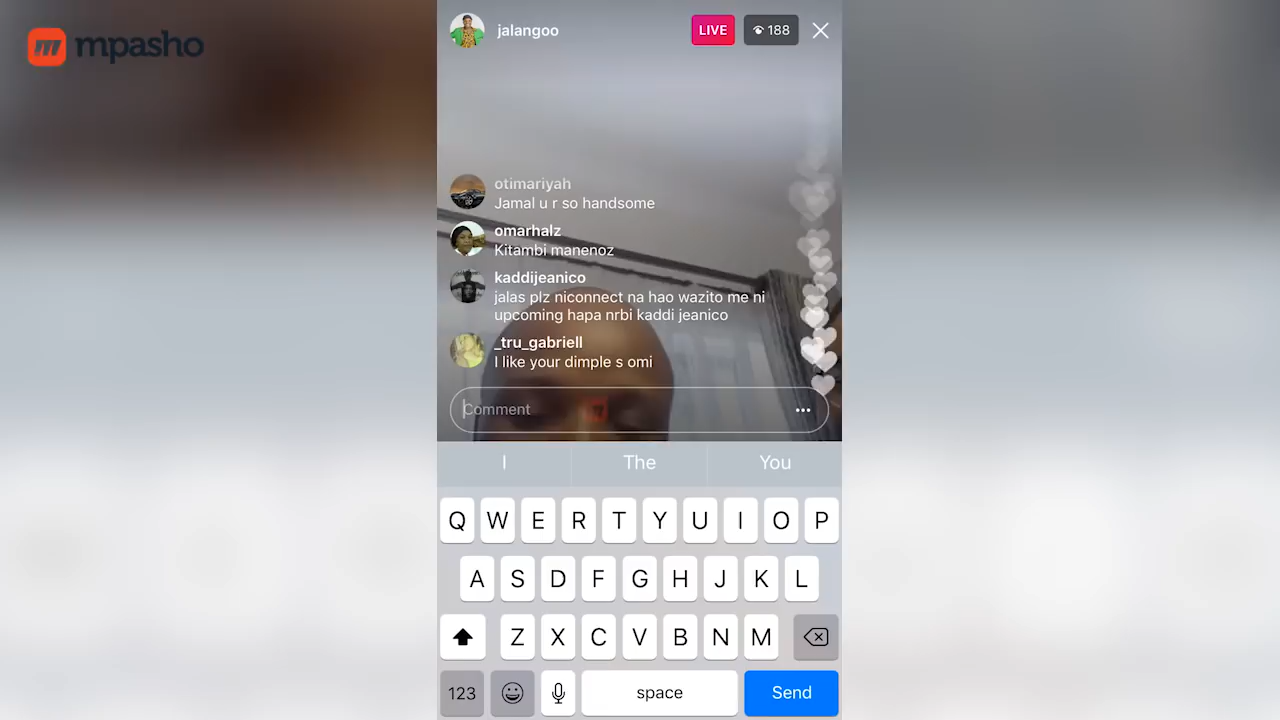 mpasho
jalangoo
LIVE
188
otimariyah
Jamal u r so handsome
omarhalz
Kitambi manenoz
kaddijeanico
jalas plz niconnect na hao wazito me ni
upcoming hapa nrbi kaddi jeanico
_tru_gabriell
I like your dimple s omi
Comment
I The You
Q W E R T Y U I O P
A S D F G H J K L
Z X C V B N M
123 space Send